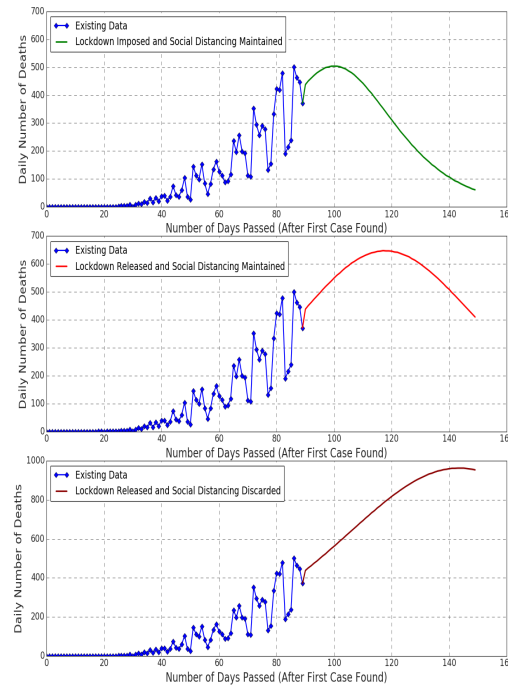 700
600
500
400
300
200
100
0
Daily Number of Deaths
Existing Data
Lockdown Imposed and Social Distancing Maintained
0 20 40 60 80 100 120 140 16
Number of Days Passed (After First Case Found)
700
600
500
400
300
200
100
0
Daily Number of Deaths
Existing Data
Lockdown Released and Social Distancing Maintained
0 20 40 60 80 100 120 140 16
Number of Days Passed (After First Case Found)
1000
800
600
400
200
0
Daily Number of Deaths
Existing Data
Lockdown Released and Social Distancing Discarded
0 20 40 60 80 100 120 140 16
Number of Days Passed (After First Case Found)